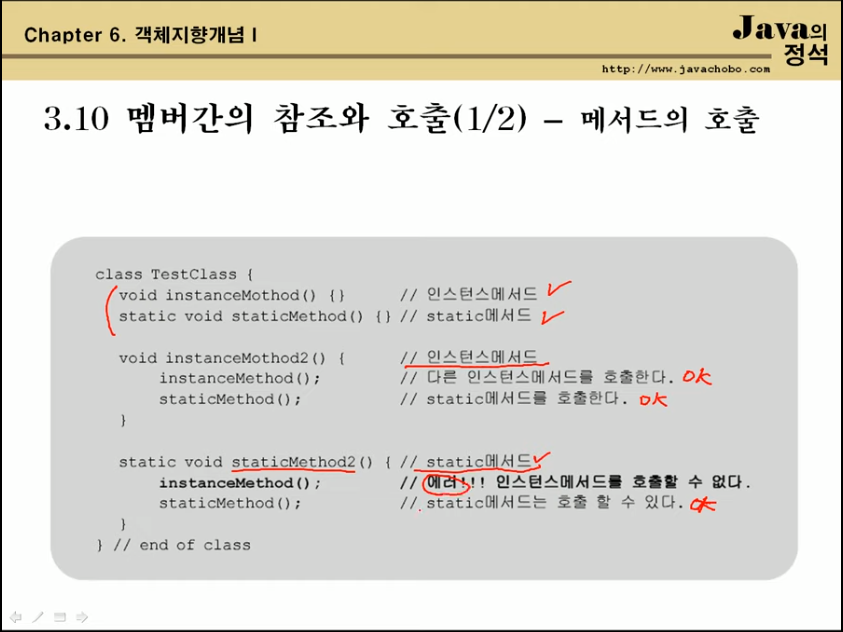 Chapter 6. 객체지향개념 I
Java의
정석
http://www.javachobo.com
3.10 멤버간의 참조와 호출(1/2) – 메서드의 호출
class TestClass {
void instanceMothod() {} // 인스턴스메서드
static void staticMethod() {} // static메서드
void instanceMothod2() { // 인스턴스메서드
instanceMethod(); // 다른 인스턴스메서드를 호출한다. OK
staticMethod(); // static메서드를 호출한다. OK
}
static void staticMethod2() { // static메서드
instanceMethod(); // 에러!!! 인스턴스메서드를 호출할 수 없다.
staticMethod(); // static메서드는 호출 할 수 있다. OK
}
} // end of class